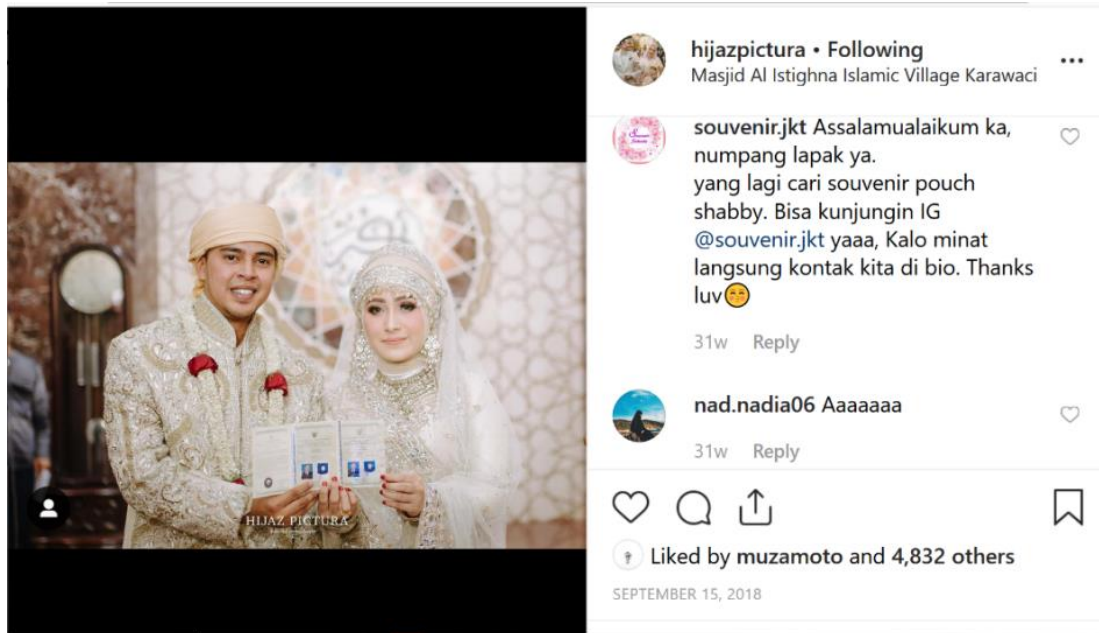 hijazpictura • Following
Masjid Al Istighna Islamic Village Karawaci
souvenir.jkt Assalamualaikum ka,
numpang lapak ya.
yang lagi cari souvenir pouch
shabby. Bisa kunjungin IG
@souvenir.jkt yaaa, Kalo minat
langsung kontak kita di bio. Thanks
luv😁
31w Reply
nad.nadia06 Aaaaaaa
31w Reply
HIJAZ PICTURA
Liked by muzamoto and 4,832 others
SEPTEMBER 15, 2018